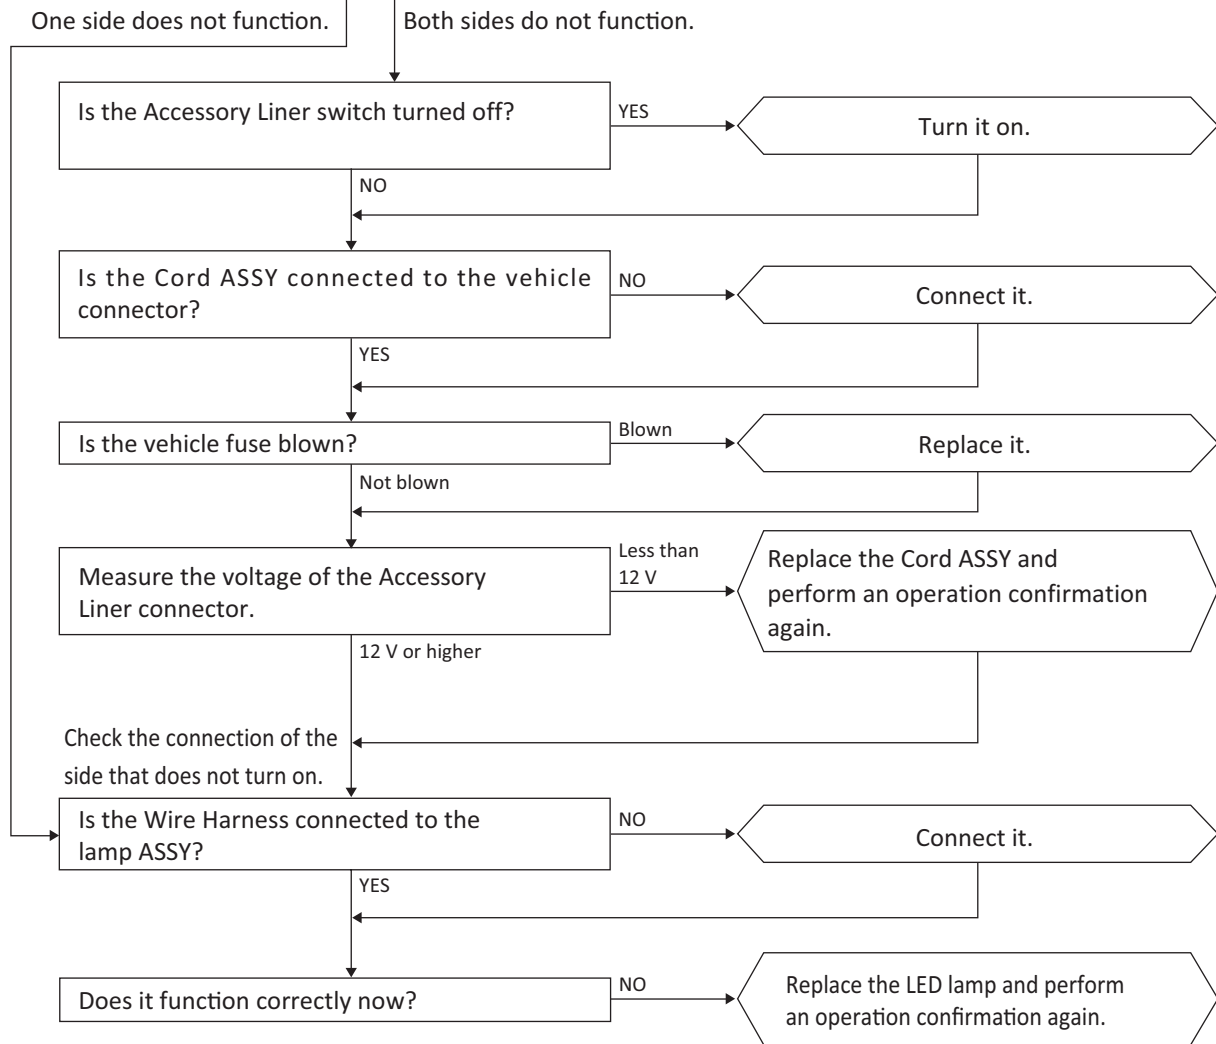 One side does not function.
Both sides do not function.
Is the Accessory Liner switch turned off?
YES
Turn it on.
NO
Is the Cord ASSY connected to the vehicle
connector?
NO
Connect it.
YES
Is the vehicle fuse blown?
Blown
Replace it.
Not blown
Measure the voltage of the Accessory
Liner connector.
Less than
12 V
Replace the Cord ASSY and
perform an operation confirmation
again.
12 V or higher
Check the connection of the
side that does not turn on.
Is the Wire Harness connected to the
lamp ASSY?
NO
Connect it.
YES
Does it function correctly now?
NO
Replace the LED lamp and perform
an operation confirmation again.